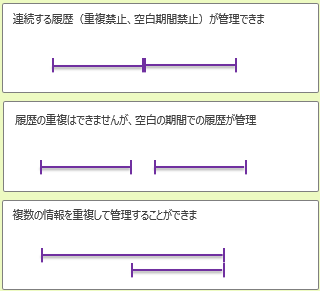 連続する履歴（重複禁止、空白期間禁止）が管理できま
履歴の重複はできませんが、空白の期間での履歴が管理
複数の情報を重複して管理することができま